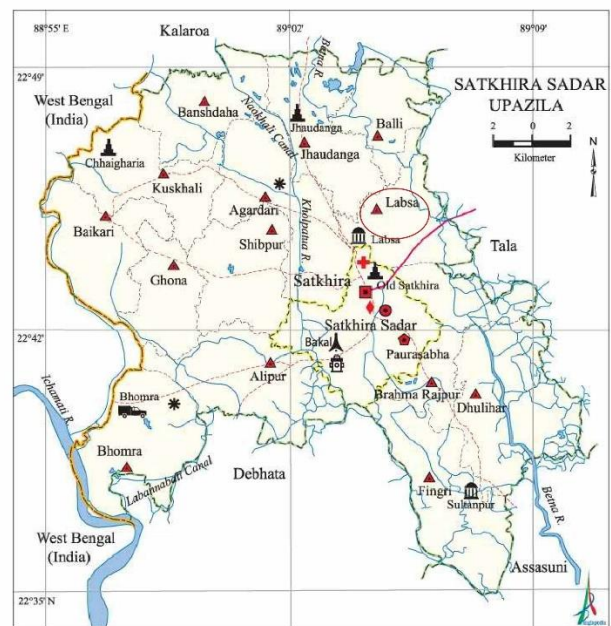 88°55' E
89°02'
89°09'
Kalaroa
22°49'
SATKHIRA SADAR
UPAZILA
2 0 2
Kilometer
N
West Bengal
(India)
Banshdaha
Naokhali Canal
Betna R.
Jhaudanga
Jhaudanga
Balli
Chhaigharia
Kuskhali
Agardari
Kholpatua R.
Labsa
Labsa
Baikari
Shibpur
Tala
Ghona
Satkhira
Old Satkhira
22°42'
Satkhira Sadar
Bakal
Paurasabha
Alipur
Brahma Rajpur
Dhulihar
Ichamati R.
Bhomra
Bhomra
Labannabati Canal
Debhata
Fingri
Sultanpur
Betna R.
West Bengal
(India)
Assasuni
22°35' N